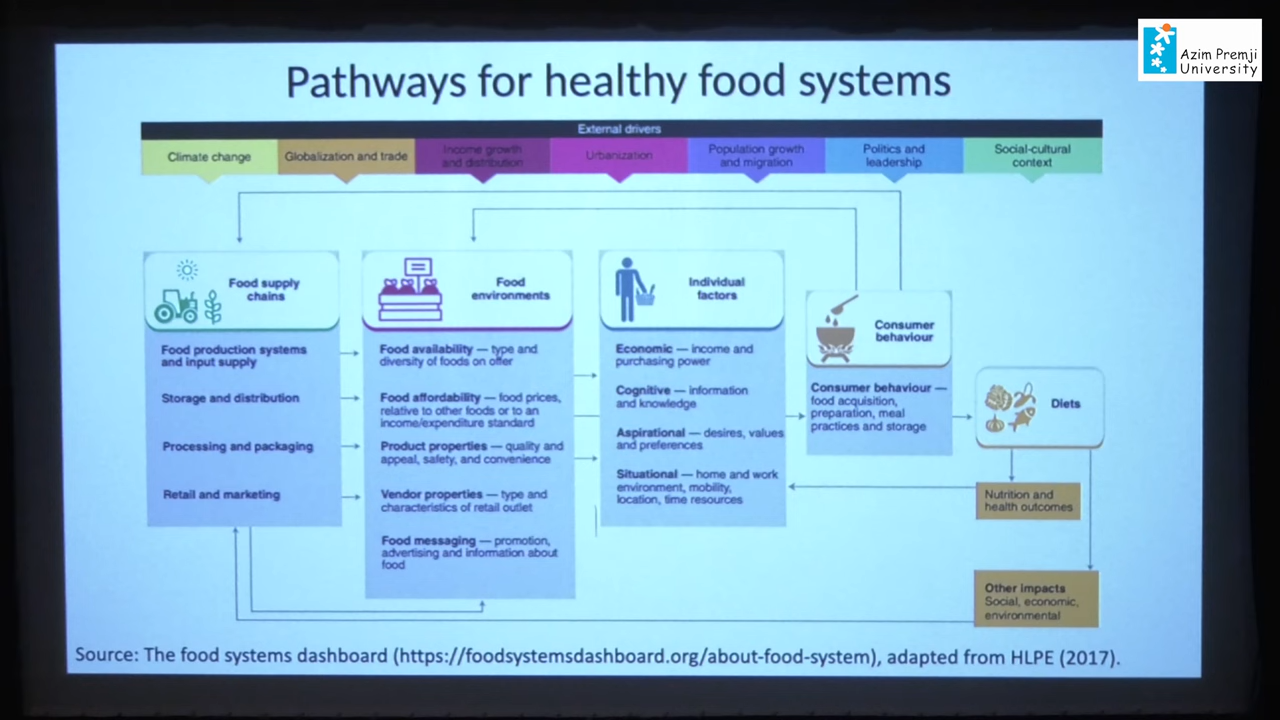 Azim Premji
University
Pathways for healthy food systems
External drivers
Climate change
Globalization and trade
Income growth
and distribution
Urbanization
Population growth
and migration
Politics and
leadership
Social-cultural
context
Food supply
chains
Food production systems
and input supply
Storage and distribution
Processing and packaging
Retail and marketing
Food
environments
Food availability — type and
diversity of foods on offer
Food affordability — food prices,
relative to other foods or to an
income/expenditure standard
Product properties — quality and
appeal, safety, and convenience
Vendor properties — type and
characteristics of retail outlet
Food messaging — promotion,
advertising and information about
food
Individual
factors
Economic — income and
purchasing power
Cognitive — information
and knowledge
Aspirational — desires, values
and preferences
Situational — home and work
environment, mobility,
location, time resources
Consumer
behaviour
Consumer behaviour —
food acquisition,
preparation, meal
practices and storage
Diets
Nutrition and
health outcomes
Other impacts
Social, economic,
environmental
Source: The food systems dashboard (https://foodsystemsdashboard.org/about-food-system), adapted from HLPE (2017).